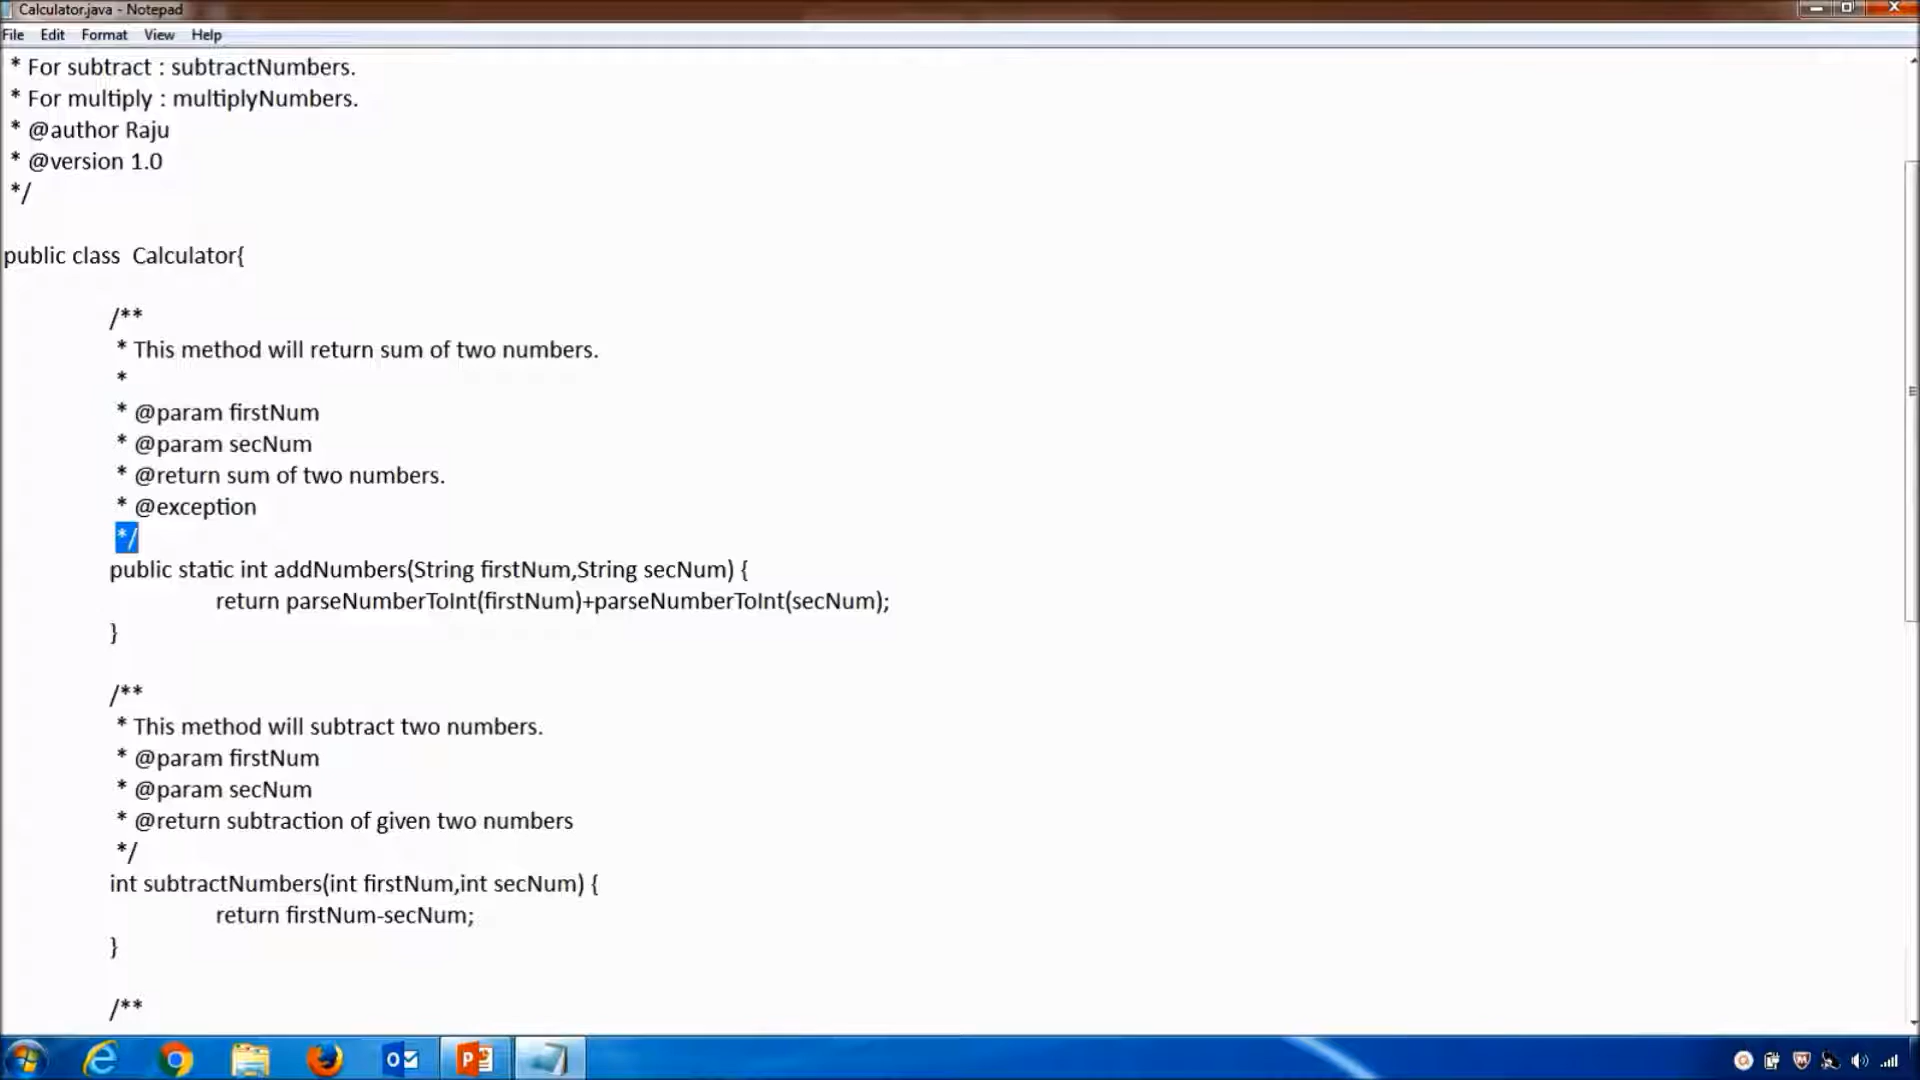 Calculator.java - Notepad
File Edit Format View Help
* For subtract : subtractNumbers.
* For multiply : multiplyNumbers.
* @author Raju
* @version 1.0
*/
public class  Calculator{
/**
* This method will return sum of two numbers.
*
* @param firstNum
* @param secNum
* @return sum of two numbers.
* @exception
*/
public static int addNumbers(String firstNum,String secNum) {
return parseNumberToInt(firstNum)+parseNumberToInt(secNum);
}
/**
* This method will subtract two numbers.
* @param firstNum
* @param secNum
* @return subtraction of given two numbers
*/
int subtractNumbers(int firstNum,int secNum) {
return firstNum-secNum;
}
/**